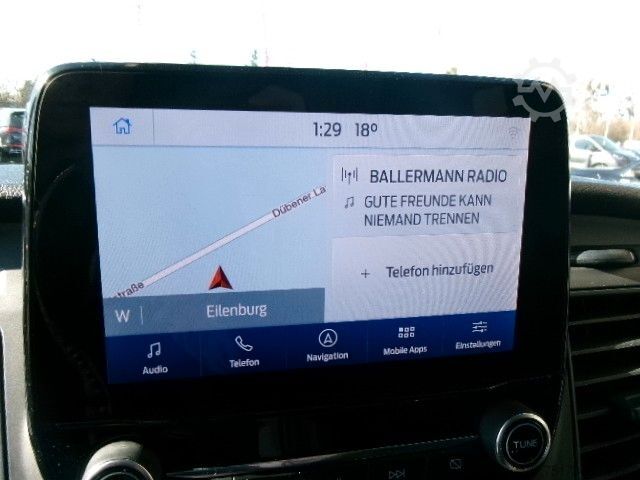 1:29 18°
BALLERMANN RADIO
GUTE FREUNDE KANN
NIEMAND TRENNEN
Dübener La
straße
+ Telefon hinzufügen
W | Eilenburg
Audio
Telefon
Navigation
Mobile Apps
Einstellungen
TUNE